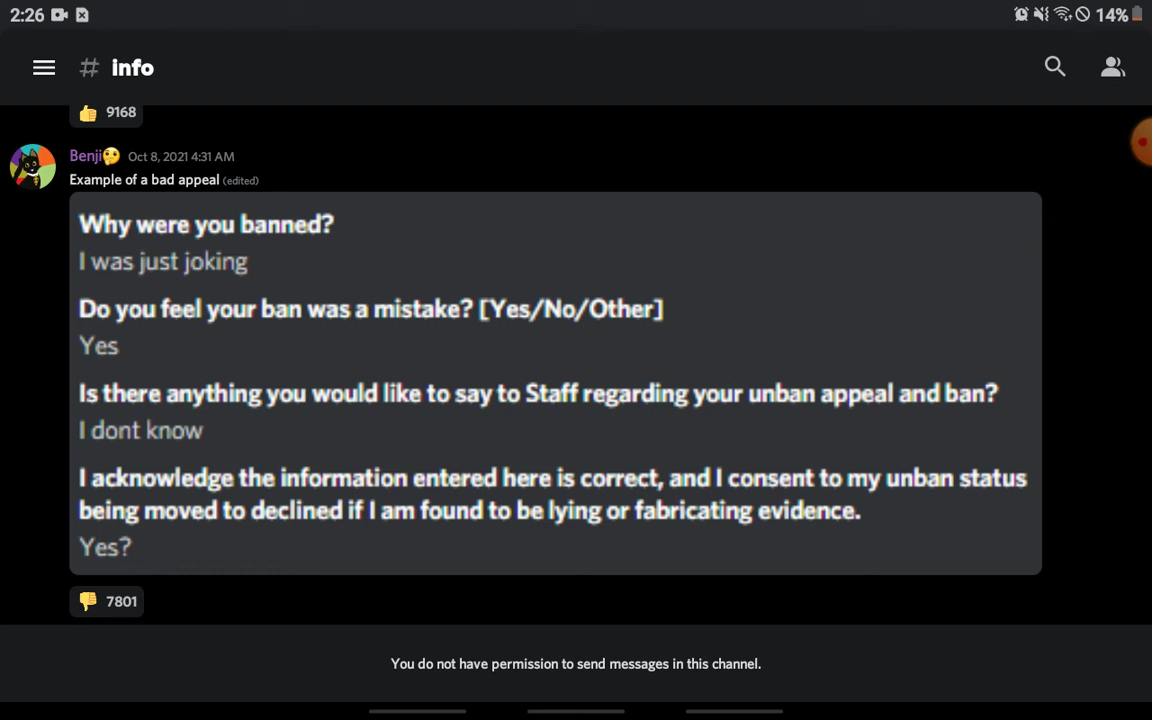 2:26 14%
# info
👍 9168
Benji🤔 Oct 8, 2021 4:31 AM
Example of a bad appeal (edited)
Why were you banned?
I was just joking
Do you feel your ban was a mistake? [Yes/No/Other]
Yes
Is there anything you would like to say to Staff regarding your unban appeal and ban?
I dont know
I acknowledge the information entered here is correct, and I consent to my unban status
being moved to declined if I am found to be lying or fabricating evidence.
Yes?
👎 7801
You do not have permission to send messages in this channel.